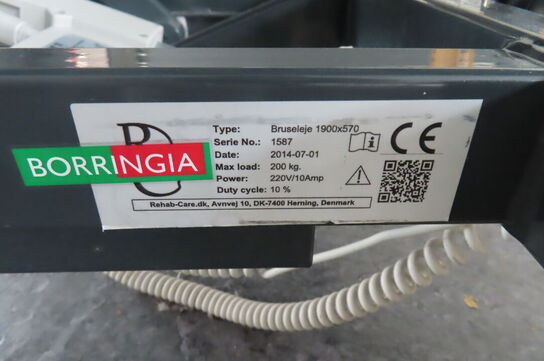 BORRINGIA
RC
Type: Bruseleje 1900x570
Serie No.: 1587
Date: 2014-07-01
Max load: 200 kg.
Power: 220V/10Amp
Duty cycle: 10 %
CE
Rehab-Care.dk, Avnvej 10, DK-7400 Herning, Denmark